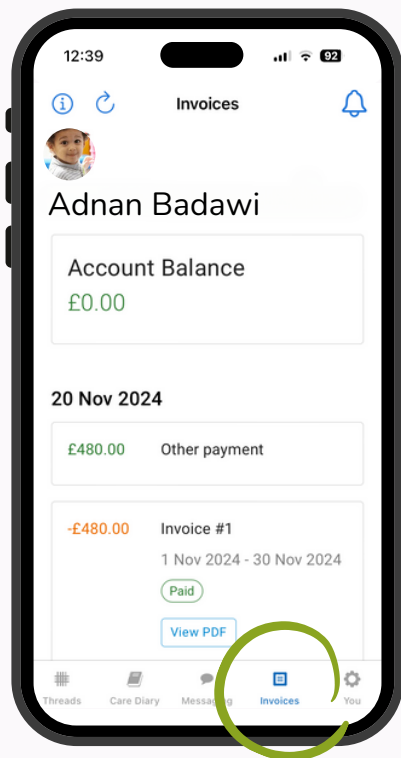 12:39 92
Invoices
Adnan Badawi
Account Balance
£0.00
20 Nov 2024
£480.00 Other payment
-£480.00 Invoice #1
1 Nov 2024 - 30 Nov 2024
Paid
View PDF
Threads Care Diary Messaging Invoices You